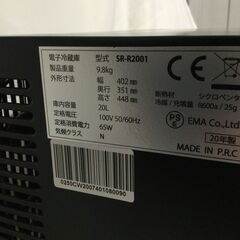 電子冷蔵庫 型式 SR-R2001
製品重量 9.8kg
外形寸法 幅 402 mm
奥行 351 mm
高さ 448 mm
定格内容積 20L
定格電圧 100V 50/60Hz
定格消費電力 65W
気候クラス N
断熱材 シクロペンタ
冷媒／充填量 R600a / 25g
EMA Co.,Ltd
20年製
MADE IN P.R.C
0250CW2007401080090